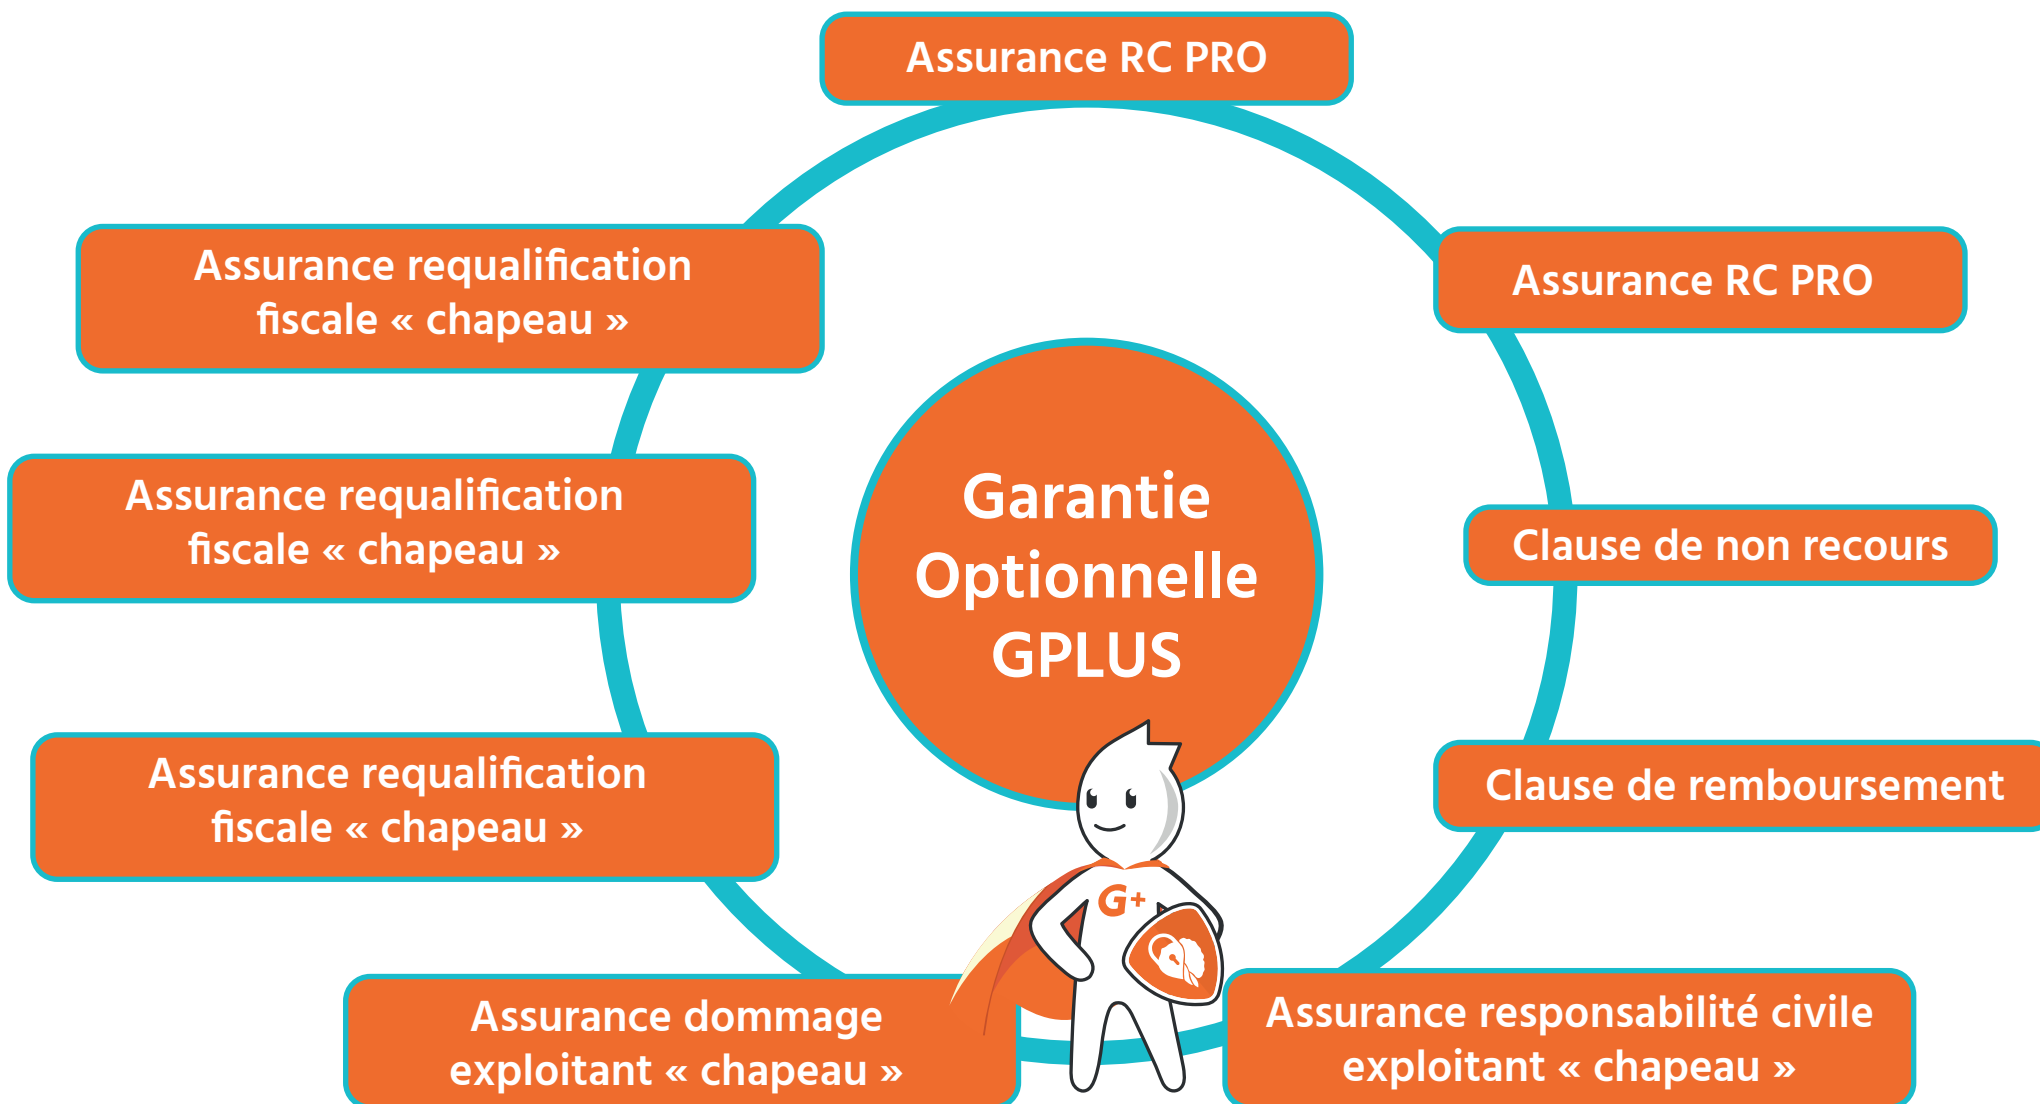 Assurance RC PRO
Assurance requalification
fiscale « chapeau »
Assurance RC PRO
Assurance requalification
fiscale « chapeau »
Garantie
Optionnelle
GPLUS
Clause de non recours
Assurance requalification
fiscale « chapeau »
Clause de remboursement
G+
Assurance dommage
exploitant « chapeau »
Assurance responsabilité civile
exploitant « chapeau »